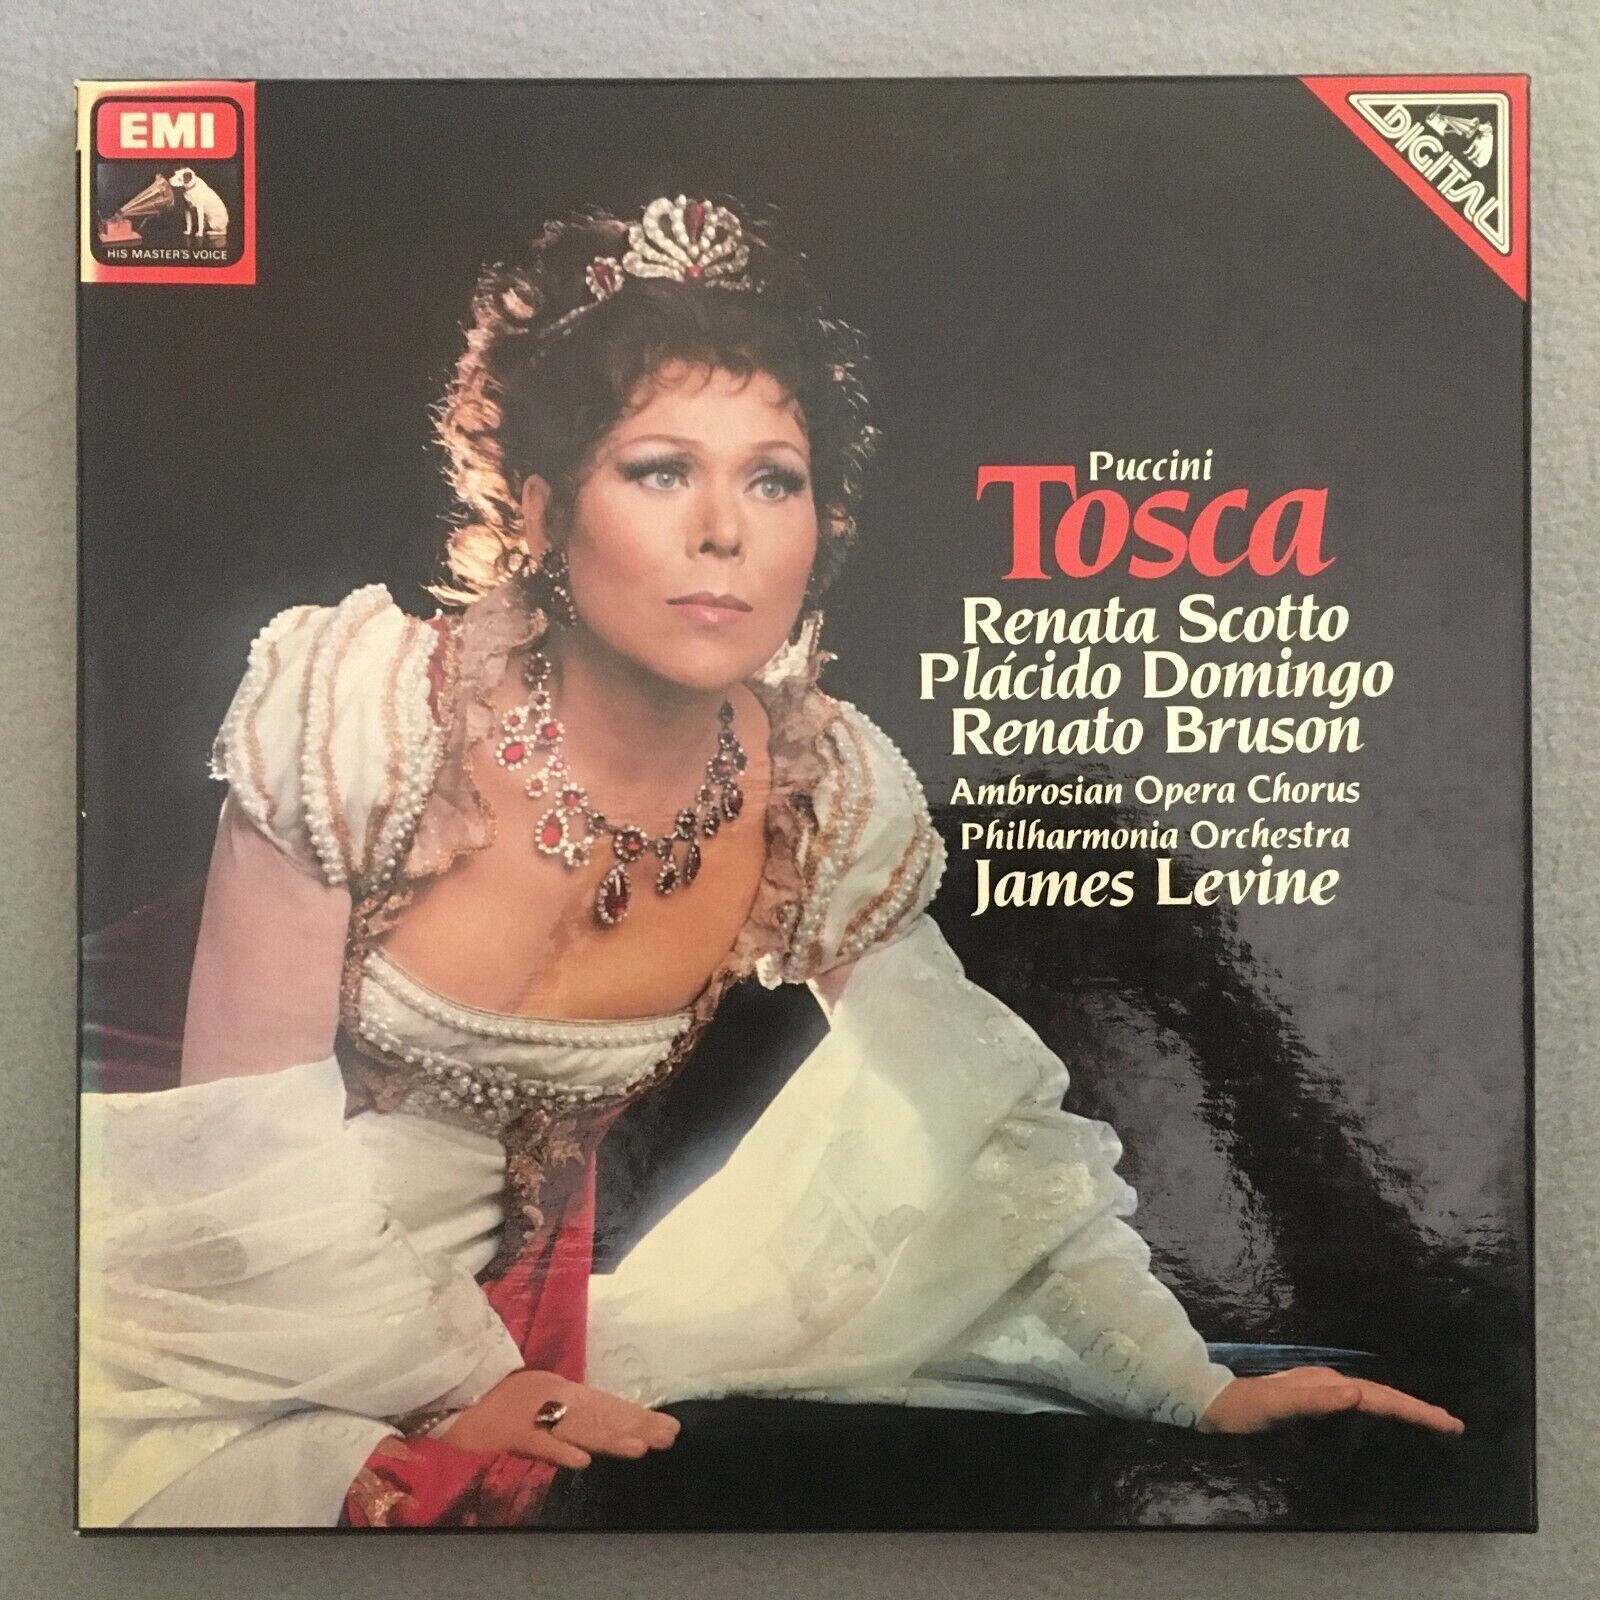 EMI
HIS MASTER'S VOICE
DIGITAL
Puccini
Tosca
Renata Scotto
Plácido Domingo
Renato Bruson
Ambrosian Opera Chorus
Philharmonia Orchestra
James Levine